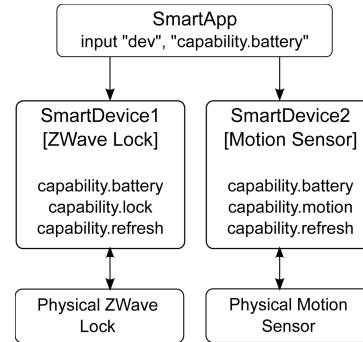 SmartApp
input "dev", "capability.battery"
SmartDevice1
[ZWave Lock]
capability.battery
capability.lock
capability.refresh
SmartDevice2
[Motion Sensor]
capability.battery
capability.motion
capability.refresh
Physical ZWave
Lock
Physical Motion
Sensor